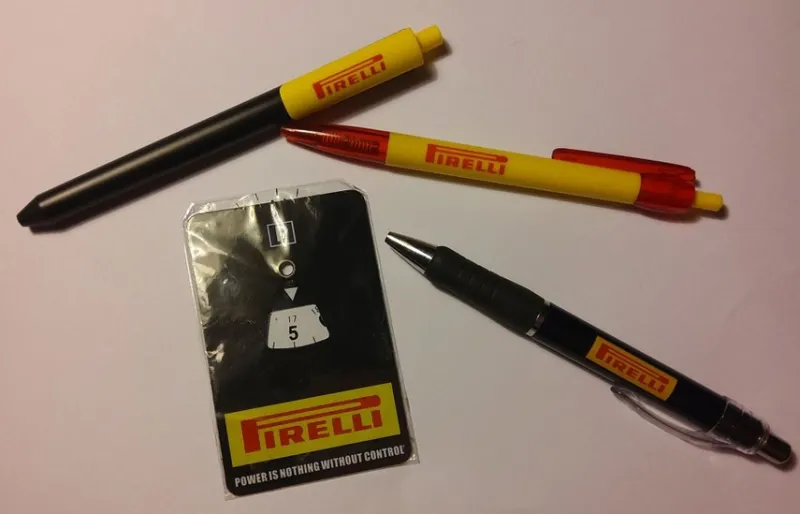 PIRELLI
PIRELLI
17
5
PIRELLI
PIRELLI
POWER IS NOTHING WITHOUT CONTROL